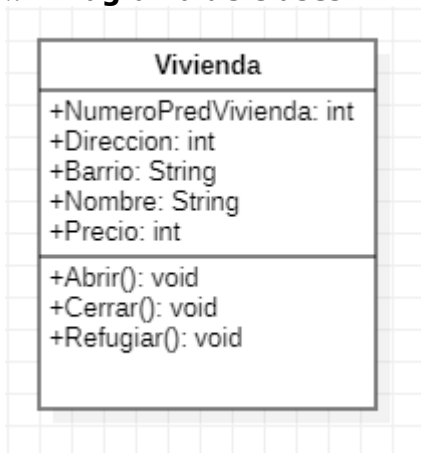 Vivienda
+NumeroPredVivienda: int
+Direccion: int
+Barrio: String
+Nombre: String
+Precio: int
+Abrir(): void
+Cerrar(): void
+Refugiar(): void